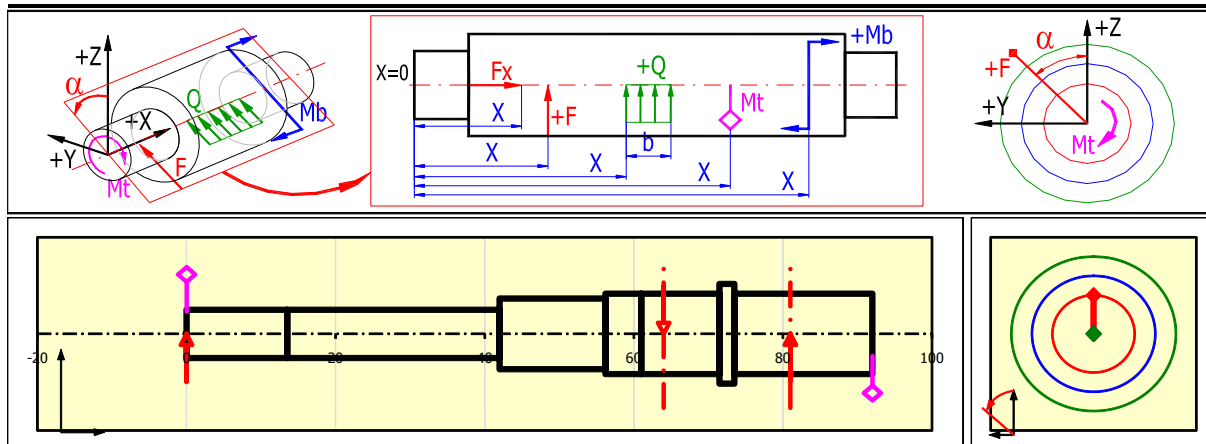 +Z
α
Q
+X
Mb
+Y
F
Mt
X=0
Fx
+Q
+Mb
X
+F
Mt
b
X
X
X
X
+Z
α
+F
+Y
Mt
-20 0 20 40 60 80 100